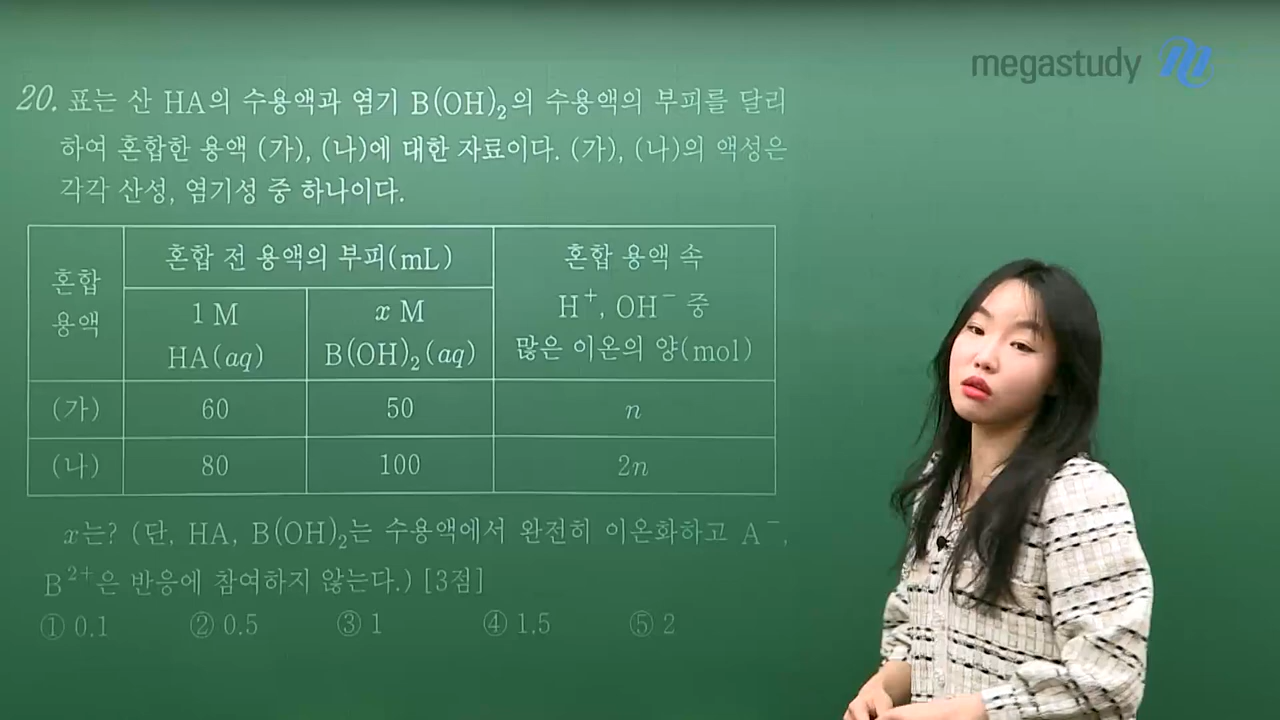 megastudy
20. 표는 산 HA의 수용액과 염기 B(OH)₂의 수용액의 부피를 달리
하여 혼합한 용액 (가), (나)에 대한 자료이다. (가), (나)의 액성은
각각 산성, 염기성 중 하나이다.
혼합 용액
혼합 전 용액의 부피(mL)
1 M HA(aq)
x M B(OH)₂(aq)
혼합 용액 속 H⁺, OH⁻ 중 많은 이온의 양(mol)
(가) 60 50 n
(나) 80 100 2n
x는? (단, HA, B(OH)₂는 수용액에서 완전히 이온화하고 A⁻,
B²⁺은 반응에 참여하지 않는다.) [3점]
① 0.1 ② 0.5 ③ 1 ④ 1.5 ⑤ 2